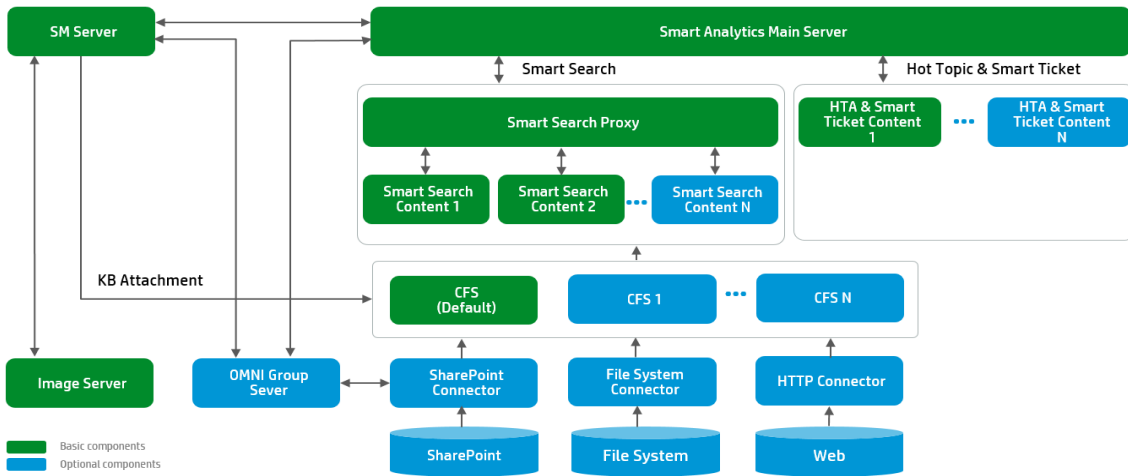 SM Server
Smart Analytics Main Server
Smart Search
Hot Topic & Smart Ticket
Smart Search Proxy
HTA & Smart
Ticket Content
1
•••
HTA & Smart
Ticket Content
N
Smart Search
Content 1
Smart Search
Content 2
•••
Smart Search
Content N
KB Attachment
CFS
(Default)
CFS 1
•••
CFS N
Image Server
OMNI Group
Sever
SharePoint
Connector
File System
Connector
HTTP Connector
SharePoint
File System
Web
Basic components
Optional components